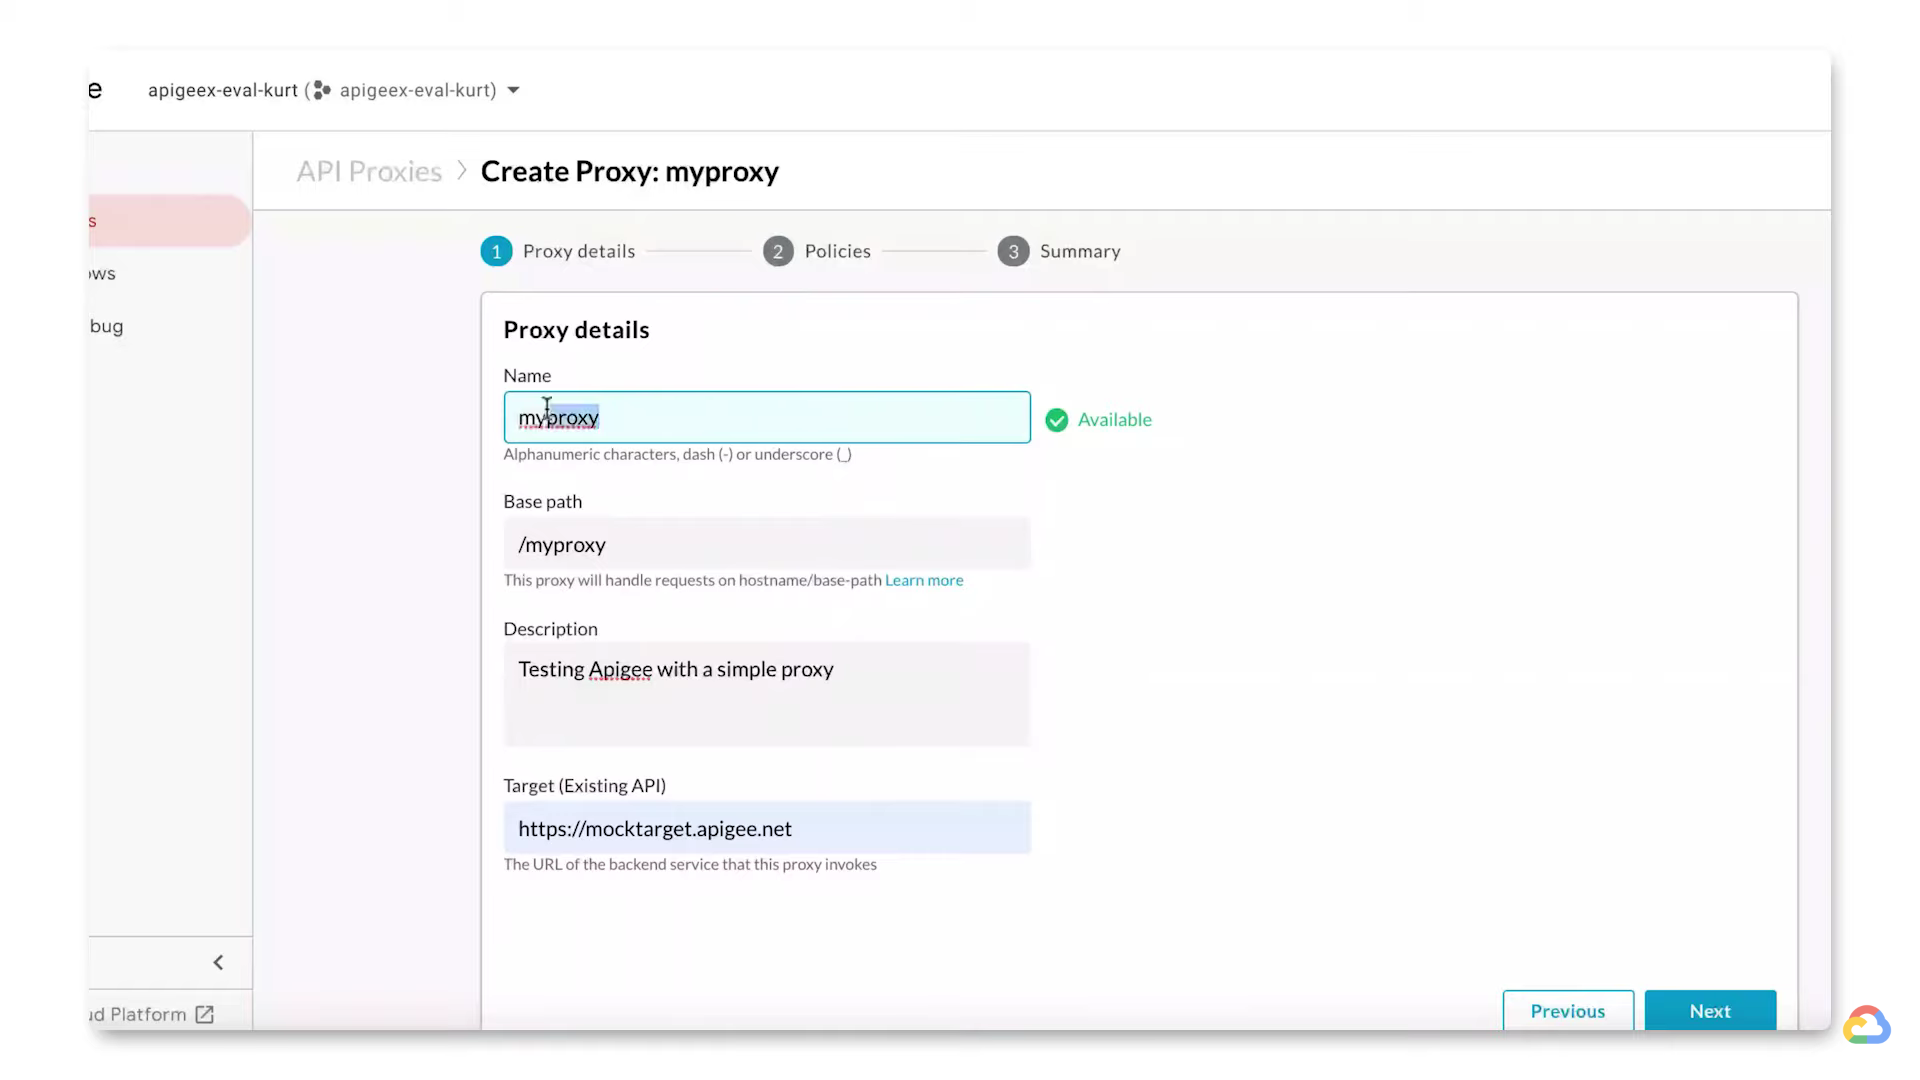 e apigeex-eval-kurt ( apigeex-eval-kurt)
API Proxies > Create Proxy: myproxy
s
ows
bug
1 Proxy details 2 Policies 3 Summary
Proxy details
Name
myproxy
Available
Alphanumeric characters, dash (-) or underscore (_)
Base path
/myproxy
This proxy will handle requests on hostname/base-path Learn more
Description
Testing Apigee with a simple proxy
Target (Existing API)
https://mocktarget.apigee.net
The URL of the backend service that this proxy invokes
ud Platform
Previous Next